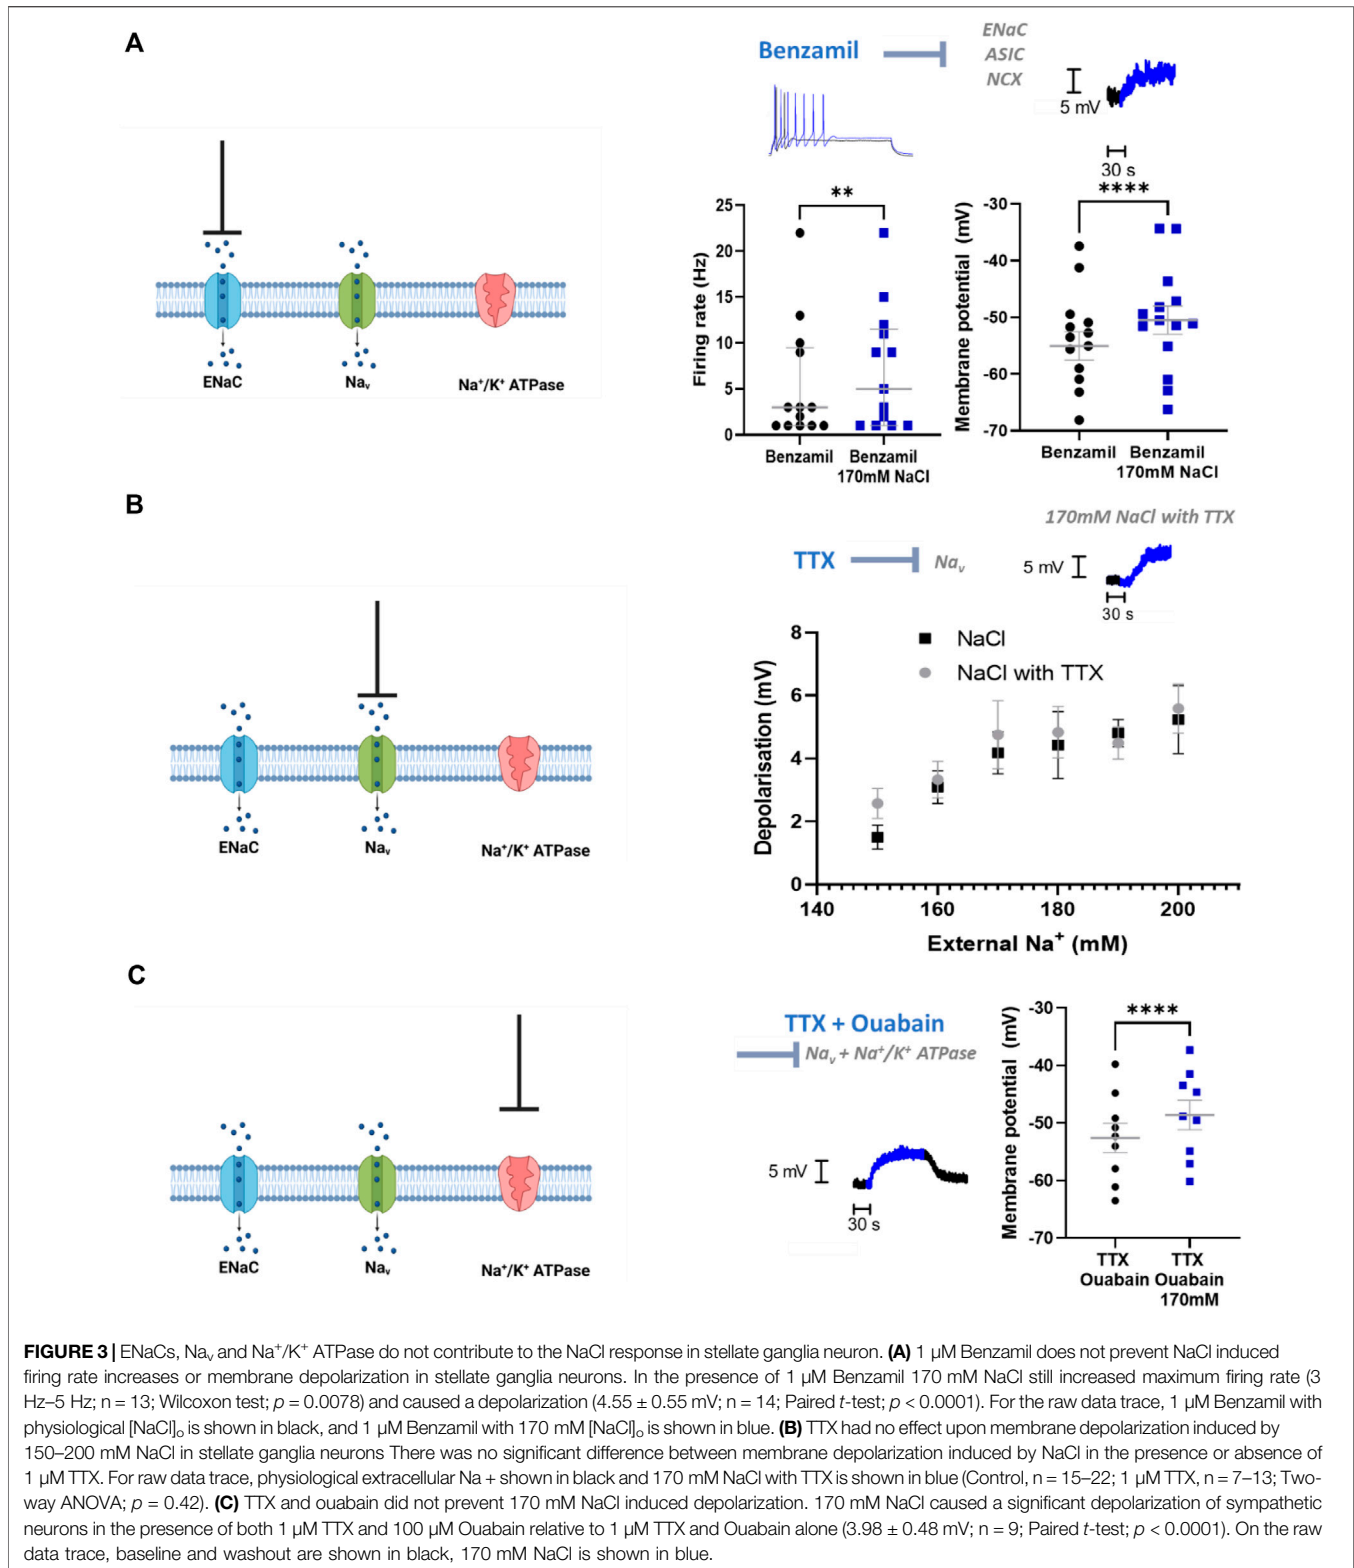 A
Benzamil
ENaC
ASIC
NCX
5 mV
30 s
ENaC
Nav
Na⁺/K⁺ ATPase
**
25
20
15
10
5
0
Firing rate (Hz)
Benzamil
Benzamil
170mM NaCl
****
-30
-40
-50
-60
-70
Membrane potential (mV)
Benzamil
Benzamil
170mM NaCl
B
TTX
Nav
170mM NaCl with TTX
5 mV
30 s
ENaC
Nav
Na⁺/K⁺ ATPase
NaCl
NaCl with TTX
8
6
4
2
0
Depolarisation (mV)
140
160
180
200
External Na⁺ (mM)
C
TTX + Ouabain
Nav + Na⁺/K⁺ ATPase
5 mV
30 s
ENaC
Nav
Na⁺/K⁺ ATPase
****
-30
-40
-50
-60
-70
Membrane potential (mV)
TTX
Ouabain
TTX
Ouabain
170mM
FIGURE 3 | ENaCs, Nav and Na⁺/K⁺ ATPase do not contribute to the NaCl response in stellate ganglia neuron. (A) 1 µM Benzamil does not prevent NaCl induced
firing rate increases or membrane depolarization in stellate ganglia neurons. In the presence of 1 µM Benzamil 170 mM NaCl still increased maximum firing rate (3
Hz–5 Hz; n = 13; Wilcoxon test; p = 0.0078) and caused a depolarization (4.55 ± 0.55 mV; n = 14; Paired t-test; p < 0.0001). For the raw data trace, 1 µM Benzamil with
physiological [NaCl]o is shown in black, and 1 µM Benzamil with 170 mM [NaCl]o is shown in blue. (B) TTX had no effect upon membrane depolarization induced by
150–200 mM NaCl in stellate ganglia neurons There was no significant difference between membrane depolarization induced by NaCl in the presence or absence of
1 µM TTX. For raw data trace, physiological extracellular Na + shown in black and 170 mM NaCl with TTX is shown in blue (Control, n = 15–22; 1 µM TTX, n = 7–13; Two-
way ANOVA; p = 0.42). (C) TTX and ouabain did not prevent 170 mM NaCl induced depolarization. 170 mM NaCl caused a significant depolarization of sympathetic
neurons in the presence of both 1 µM TTX and 100 µM Ouabain relative to 1 µM TTX and Ouabain alone (3.98 ± 0.48 mV; n = 9; Paired t-test; p < 0.0001). On the raw
data trace, baseline and washout are shown in black, 170 mM NaCl is shown in blue.